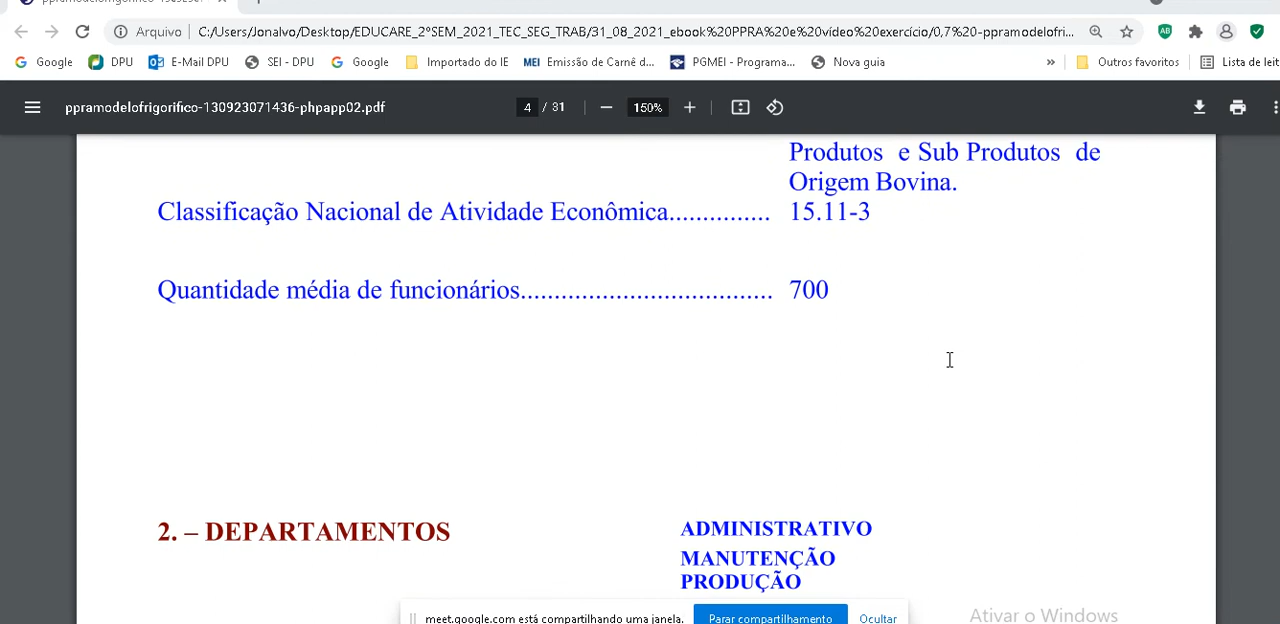 Arquivo C:/Users/Jonalvo/Desktop/EDUCARE_2°SEM_2021_TEC_SEG_TRAB/31_08_2021_ebook%20PPRA%20e%20vídeo%20exercício/0,7%20-ppramodelofri...
Google DPU E-Mail DPU SEI - DPU Google Importado do IE MEI Emissão de Carnê d... PGMEI - Programa... Nova guia » Outros favoritos Lista de leit
ppramodelofrigorifico-130923071436-phpapp02.pdf 4 / 31 150%
Produtos e Sub Produtos de
Origem Bovina.
Classificação Nacional de Atividade Econômica............... 15.11-3
Quantidade média de funcionários...................................... 700
2. – DEPARTAMENTOS ADMINISTRATIVO
MANUTENÇÃO
PRODUÇÃO
meet.google.com está compartilhando uma janela. Parar compartilhamento Ocultar
Ativar o Windows